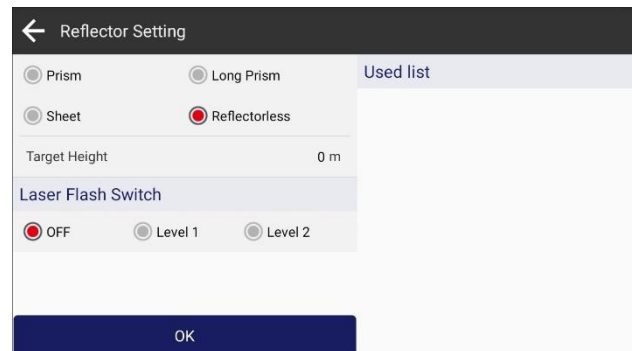 Reflector Setting
Prism Long Prism
Sheet Reflectorless
Target Height 0 m
Laser Flash Switch
OFF Level 1 Level 2
OK
Used list